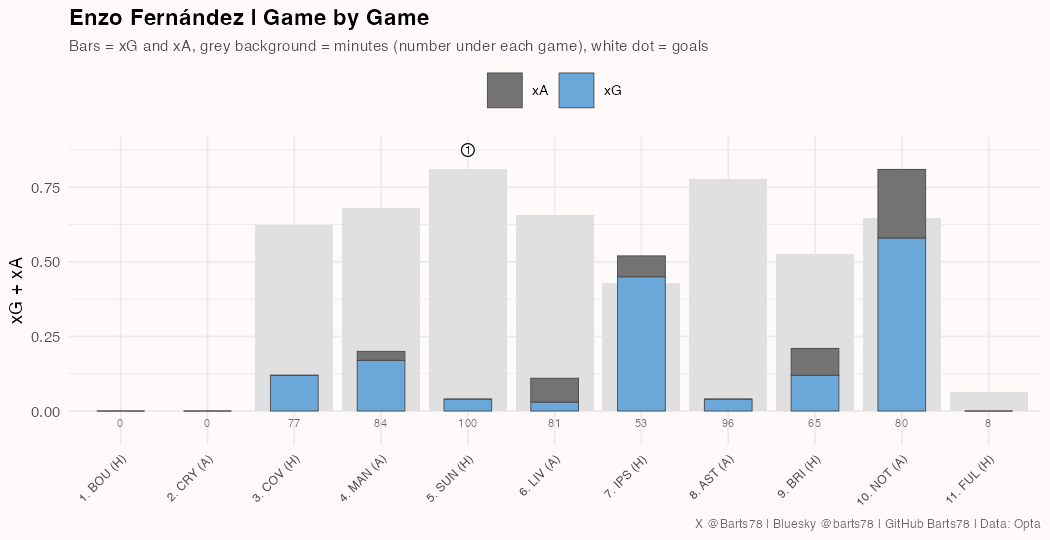 Enzo Fernández | Game by Game
Bars = xG and xA, grey background = minutes (number under each game), white dot = goals
xA
xG
1
xG + xA
0.75
0.50
0.25
0.00
0
0
77
84
100
81
53
96
65
80
8
1. BOU (H)
2. CRY (A)
3. COV (H)
4. MAN (A)
5. SUN (H)
6. LIV (A)
7. IPS (H)
8. AST (A)
9. BRI (H)
10. NOT (A)
11. FUL (H)
X @Barts78 | Bluesky @barts78 | GitHub Barts78 | Data: Opta